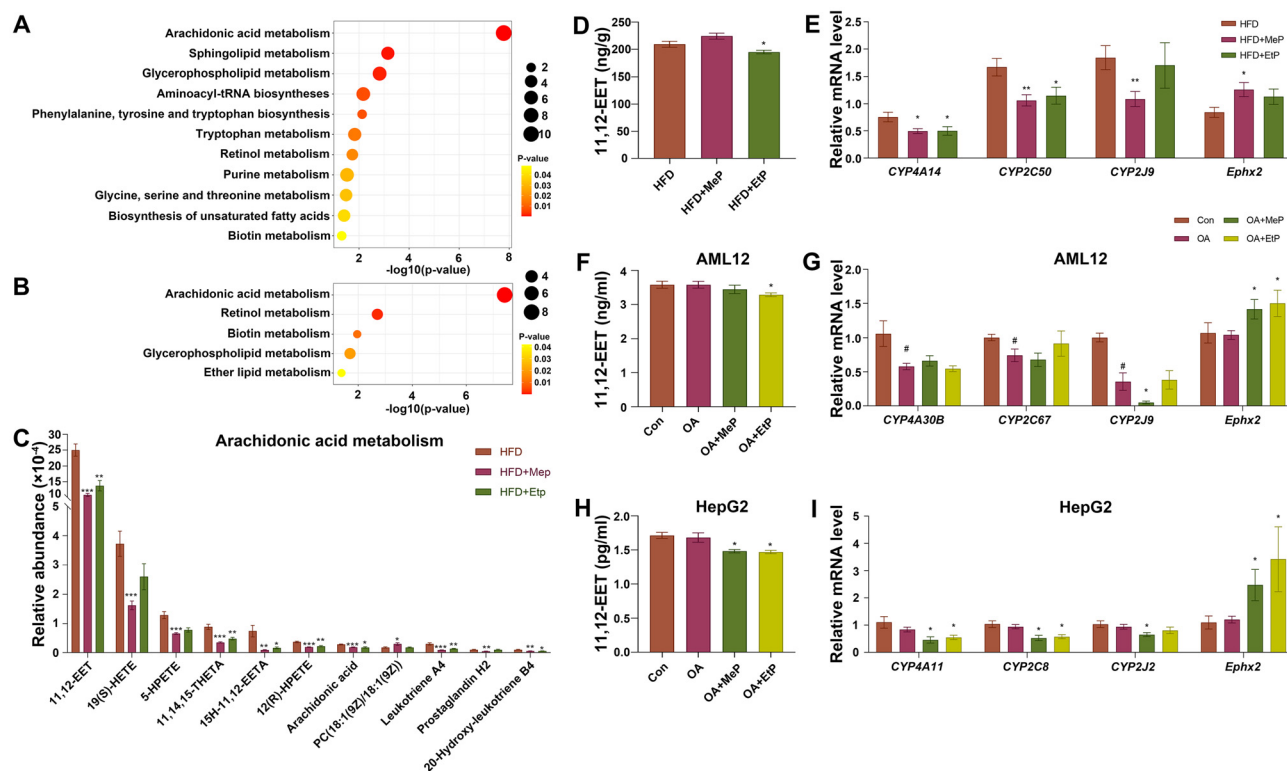 A
Arachidonic acid metabolism
Sphingolipid metabolism
Glycerophospholipid metabolism
Aminoacyl-tRNA biosyntheses
Phenylalanine, tyrosine and tryptophan biosynthesis
Tryptophan metabolism
Retinol metabolism
Purine metabolism
Glycine, serine and threonine metabolism
Biosynthesis of unsaturated fatty acids
Biotin metabolism
2 4 6 8
-log10(p-value)
2
4
6
8
10
P-value
0.04
0.03
0.02
0.01
B
Arachidonic acid metabolism
Retinol metabolism
Biotin metabolism
Glycerophospholipid metabolism
Ether lipid metabolism
2 4 6
-log10(p-value)
4
6
8
P-value
0.04
0.03
0.02
0.01
C
Arachidonic acid metabolism
Relative abundance (×10-4)
30
25
20
15
10
5
4
3
2
1
0
HFD
HFD+Mep
HFD+Etp
*** **
***
***
*** **
** *
*** **
*** *
*
*** **
**
** *
11,12-EET
19(S)-HETE
5-HPETE
11,14,15-THETA
15H-11,12-EETA
12(R)-HPETE
Arachidonic acid
PC(18:1(9Z)/18:1(9Z))
Leukotriene A4
Prostaglandin H2
20-Hydroxy-leukotriene B4
D
11,12-EET (ng/g)
250
200
150
100
50
0
*
HFD
HFD+MeP
HFD+EtP
E
Relative mRNA level
2.5
2.0
1.5
1.0
0.5
0.0
HFD
HFD+MeP
HFD+EtP
* *
** *
**
*
CYP4A14
CYP2C50
CYP2J9
Ephx2
F
AML12
11,12-EET (ng/ml)
5
4
3
2
1
0
*
Con
OA
OA+MeP
OA+EtP
Con
OA+MeP
OA
OA+EtP
G
AML12
Relative mRNA level
2.0
1.5
1.0
0.5
0.0
#
#
# *
* *
CYP4A30B
CYP2C67
CYP2J9
Ephx2
H
HepG2
11,12-EET (pg/ml)
2.0
1.5
1.0
0.5
0.0
* *
Con
OA
OA+MeP
OA+EtP
I
HepG2
Relative mRNA level
5
4
3
2
1
0
* *
* *
*
* *
CYP4A11
CYP2C8
CYP2J2
Ephx2